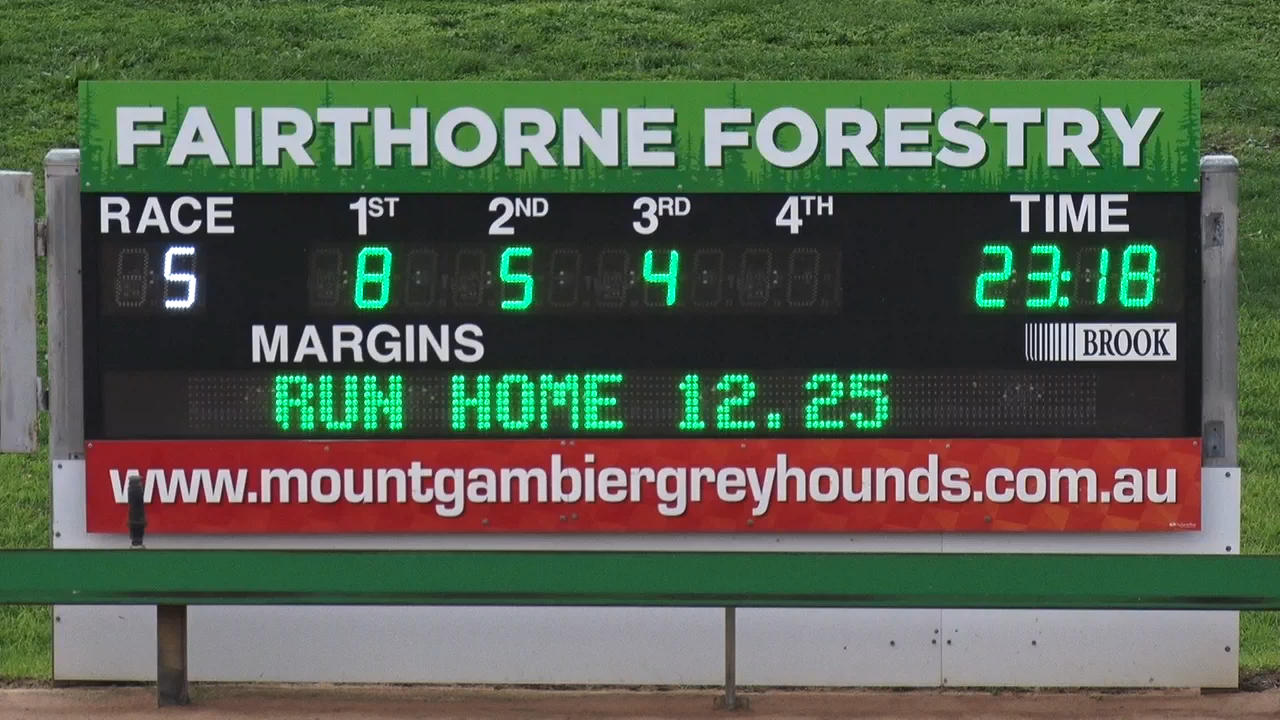 FAIRTHORNE FORESTRY
RACE 1ST 2ND 3RD 4TH TIME
5 8 5 4 23:18
MARGINS BROOK
RUN HOME 12.25
www.mountgambiergreyhounds.com.au